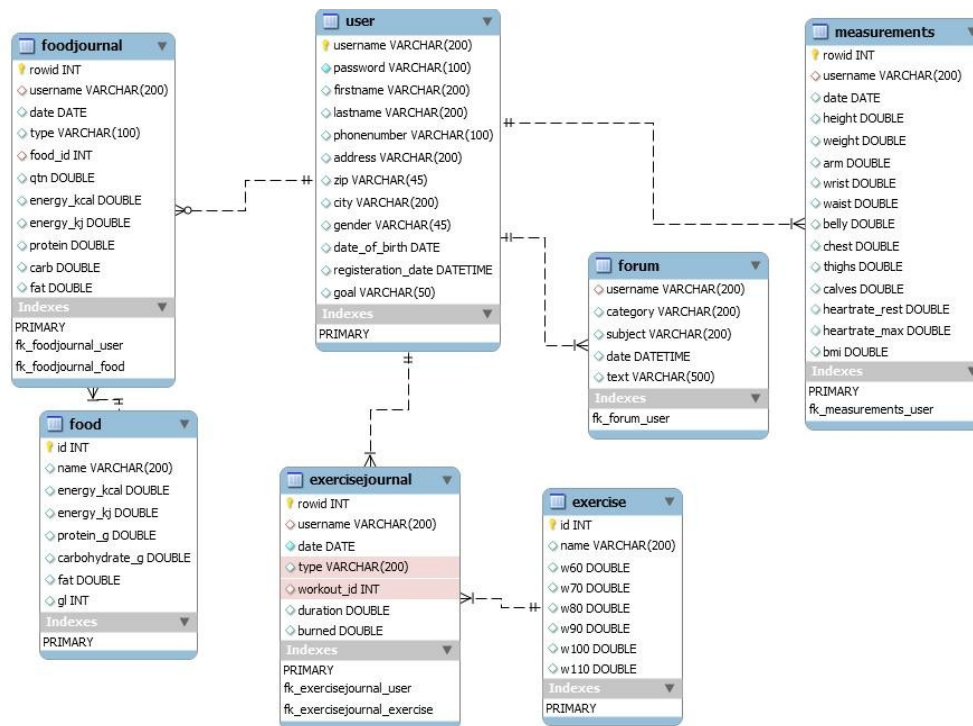 foodjournal
rowid INT
username VARCHAR(200)
date DATE
type VARCHAR(100)
food_id INT
qtn DOUBLE
energy_kcal DOUBLE
energy_kj DOUBLE
protein DOUBLE
carb DOUBLE
fat DOUBLE
Indexes
PRIMARY
fk_foodjournal_user
fk_foodjournal_food
user
username VARCHAR(200)
password VARCHAR(100)
firstname VARCHAR(200)
lastname VARCHAR(200)
phonenumber VARCHAR(100)
address VARCHAR(200)
zip VARCHAR(45)
city VARCHAR(200)
gender VARCHAR(45)
date_of_birth DATE
registeration_date DATETIME
goal VARCHAR(50)
Indexes
PRIMARY
measurements
rowid INT
username VARCHAR(200)
date DATE
height DOUBLE
weight DOUBLE
arm DOUBLE
wrist DOUBLE
waist DOUBLE
belly DOUBLE
chest DOUBLE
thighs DOUBLE
calves DOUBLE
heartrate_rest DOUBLE
heartrate_max DOUBLE
bmi DOUBLE
Indexes
PRIMARY
fk_measurements_user
forum
username VARCHAR(200)
category VARCHAR(200)
subject VARCHAR(200)
date DATETIME
text VARCHAR(500)
Indexes
fk_forum_user
food
id INT
name VARCHAR(200)
energy_kcal DOUBLE
energy_kj DOUBLE
protein_g DOUBLE
carbohydrate_g DOUBLE
fat DOUBLE
gl INT
Indexes
PRIMARY
exercisejournal
rowid INT
username VARCHAR(200)
date DATE
type VARCHAR(200)
workout_id INT
duration DOUBLE
burned DOUBLE
Indexes
PRIMARY
fk_exercisejournal_user
fk_exercisejournal_exercise
exercise
id INT
name VARCHAR(200)
w60 DOUBLE
w70 DOUBLE
w80 DOUBLE
w90 DOUBLE
w100 DOUBLE
w110 DOUBLE
Indexes
PRIMARY